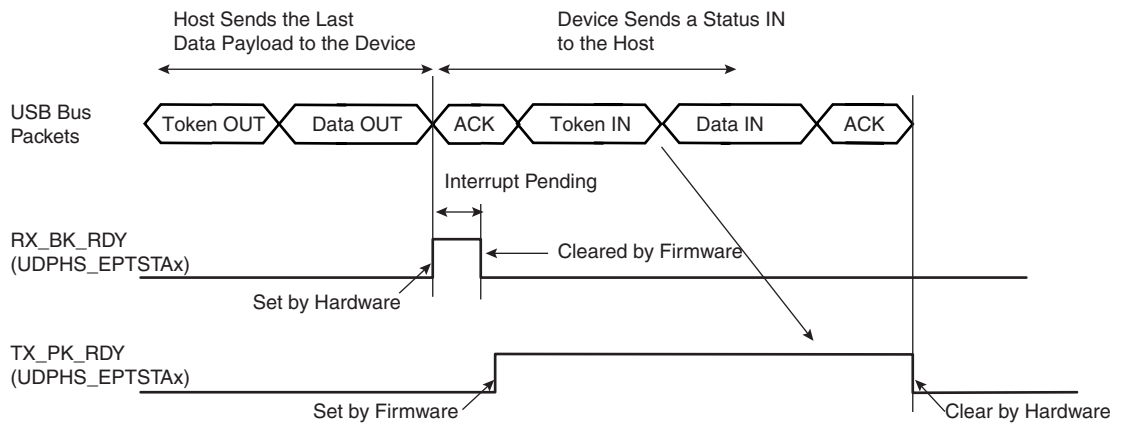 Host Sends the Last
Data Payload to the Device
Device Sends a Status IN
to the Host
USB Bus
Packets
Token OUT
Data OUT
ACK
Token IN
Data IN
ACK
Interrupt Pending
RX_BK_RDY
(UDPHS_EPTSTAx)
Cleared by Firmware
Set by Hardware
TX_PK_RDY
(UDPHS_EPTSTAx)
Set by Firmware
Clear by Hardware